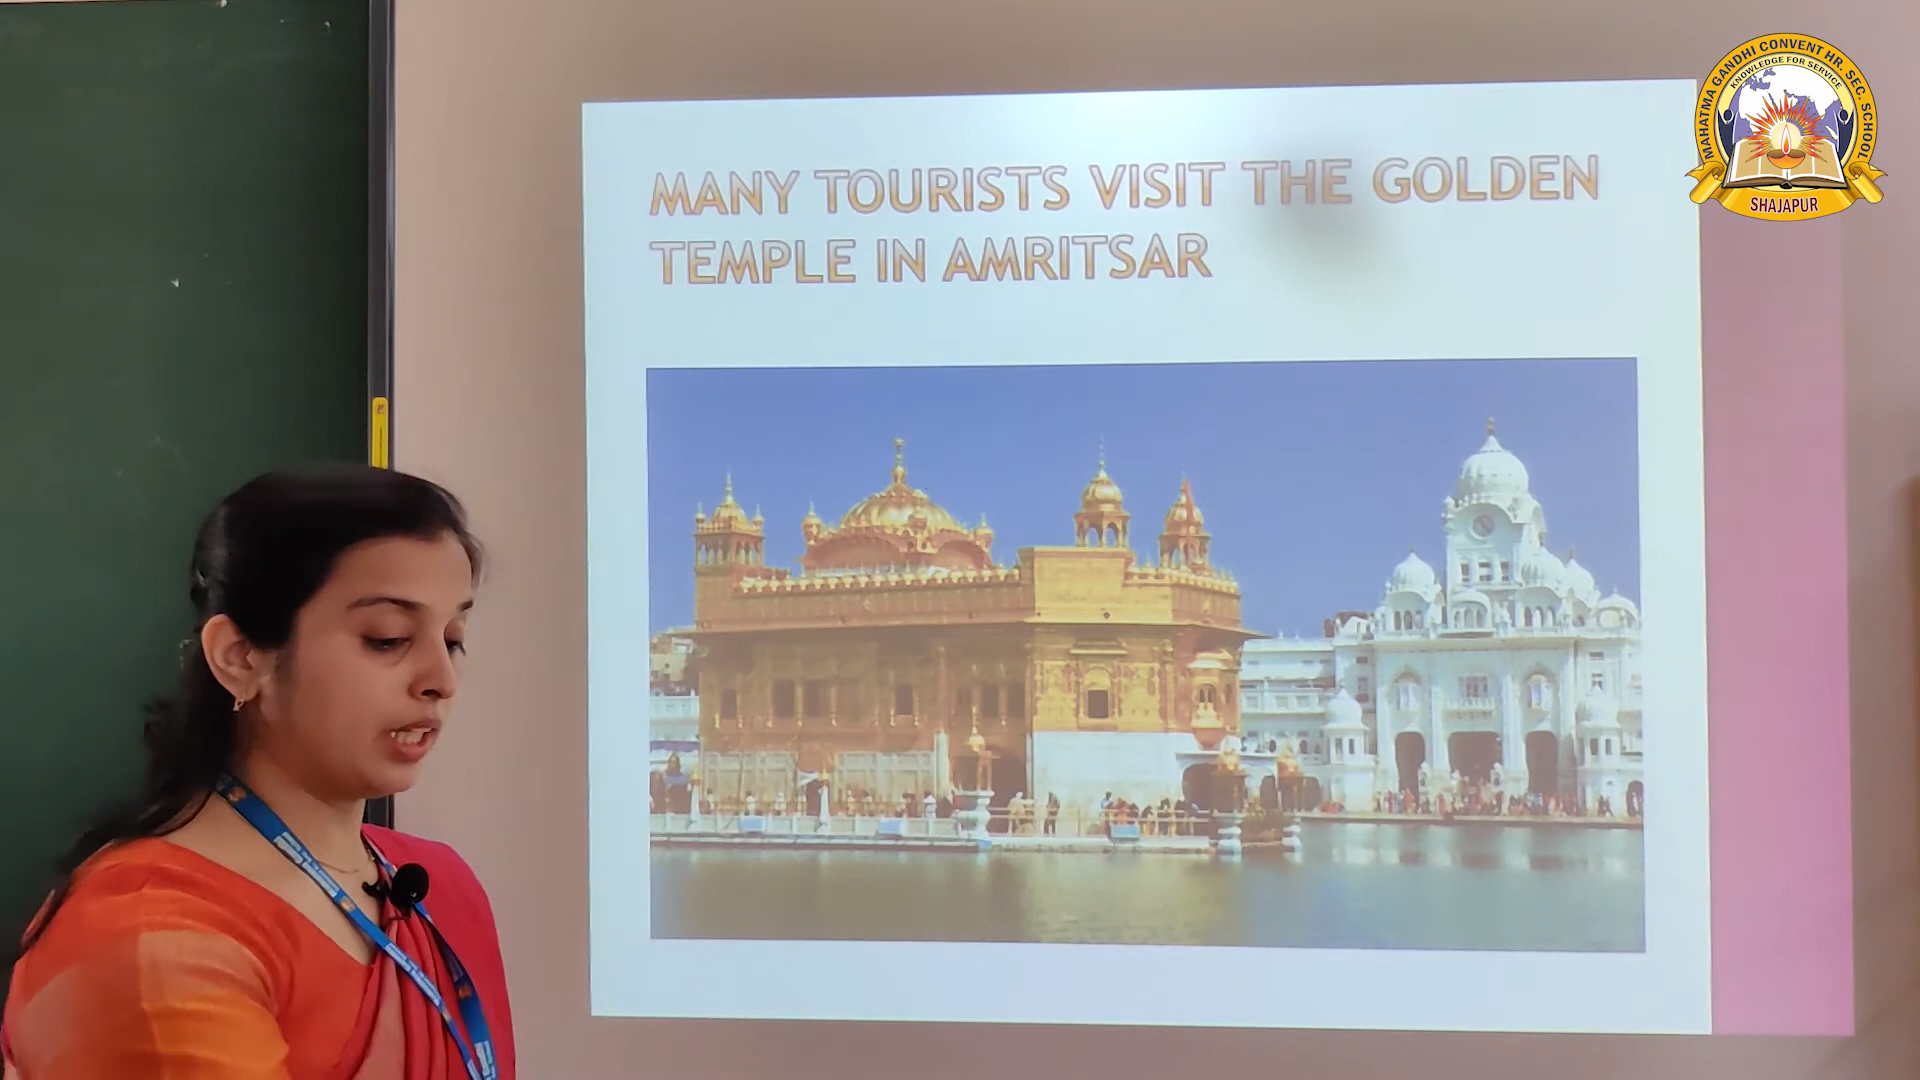 MANY TOURISTS VISIT THE GOLDEN
TEMPLE IN AMRITSAR
MAHATMA GANDHI CONVENT HR. SEC. SCHOOL
KNOWLEDGE FOR SERVICE
SHAJAPUR